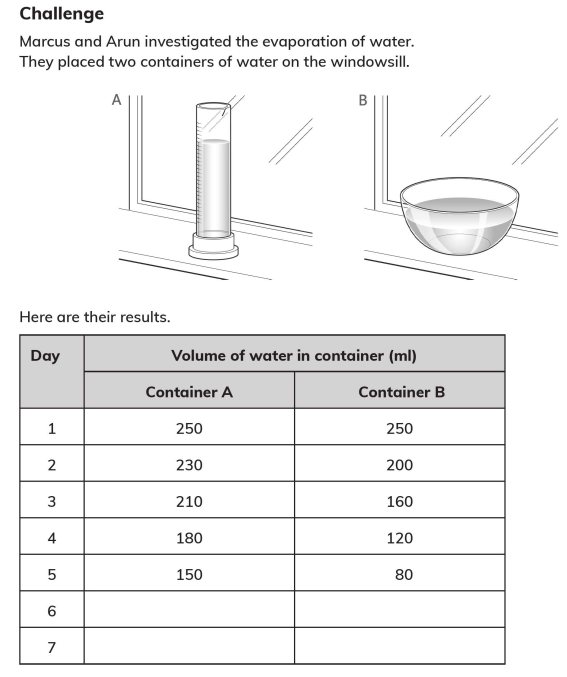 Challenge
Marcus and Arun investigated the evaporation of water.
They placed two containers of water on the windowsill.
A
B
Here are their results.
Day Volume of water in container (ml)
Container A Container B
1 250 250
2 230 200
3 210 160
4 180 120
5 150 80
6
7